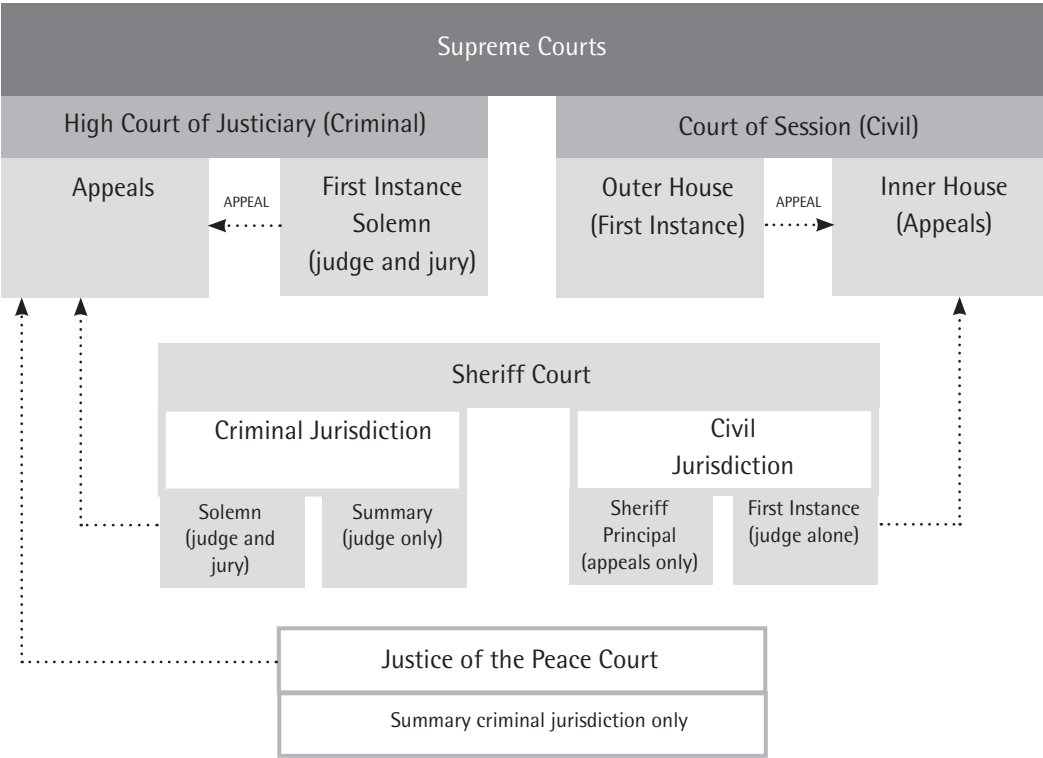 Supreme Courts
High Court of Justiciary (Criminal)
Court of Session (Civil)
Appeals
APPEAL
First Instance
Solemn
(judge and jury)
Outer House
(First Instance)
APPEAL
Inner House
(Appeals)
Sheriff Court
Criminal Jurisdiction
Civil
Jurisdiction
Solemn
(judge and
jury)
Summary
(judge only)
Sheriff
Principal
(appeals only)
First Instance
(judge alone)
Justice of the Peace Court
Summary criminal jurisdiction only